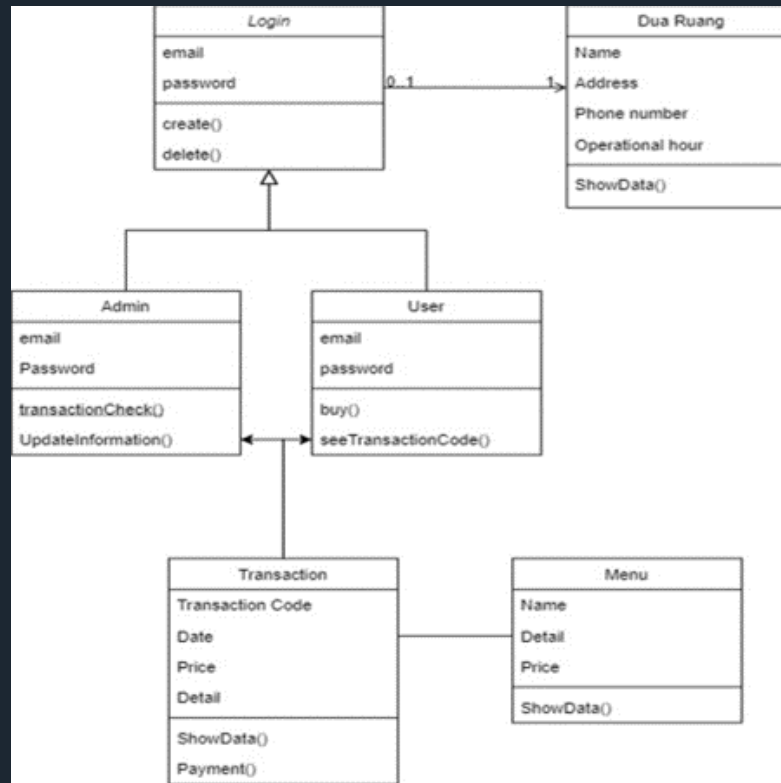 Login
email
password
create()
delete()
0..1
1
Dua Ruang
Name
Address
Phone number
Operational hour
ShowData()
Admin
email
Password
transactionCheck()
UpdateInformation()
User
email
password
buy()
seeTransactionCode()
Transaction
Transaction Code
Date
Price
Detail
ShowData()
Payment()
Menu
Name
Detail
Price
ShowData()